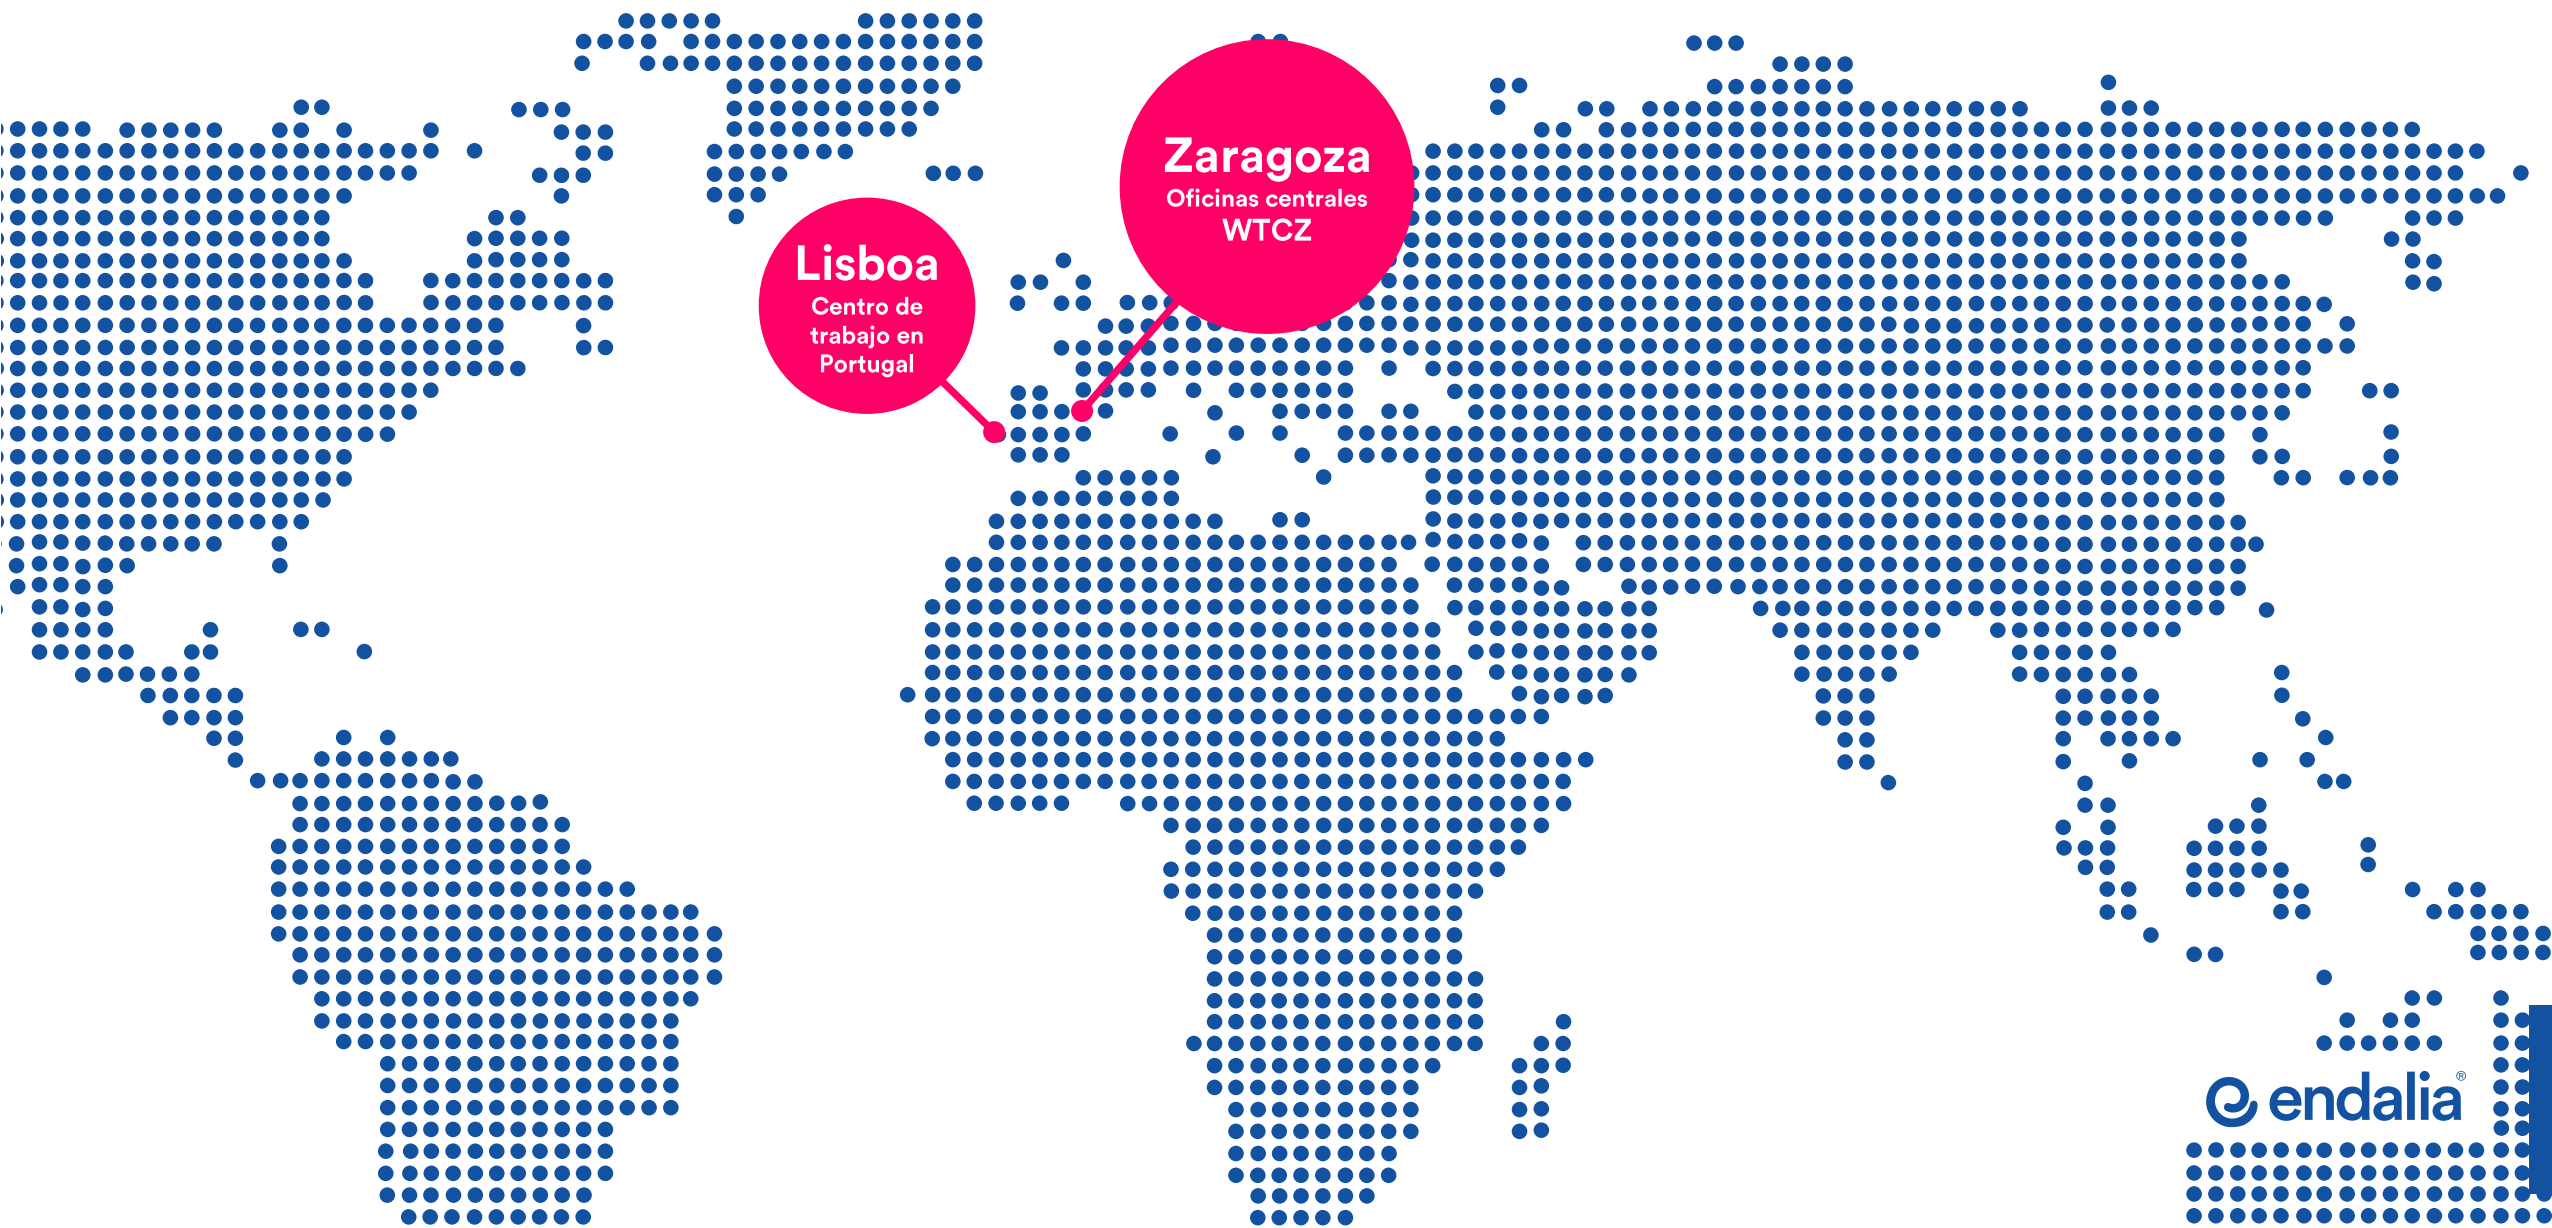 Zaragoza
Oficinas centrales
WTCZ
Lisboa
Centro de
trabajo en
Portugal
endalia®